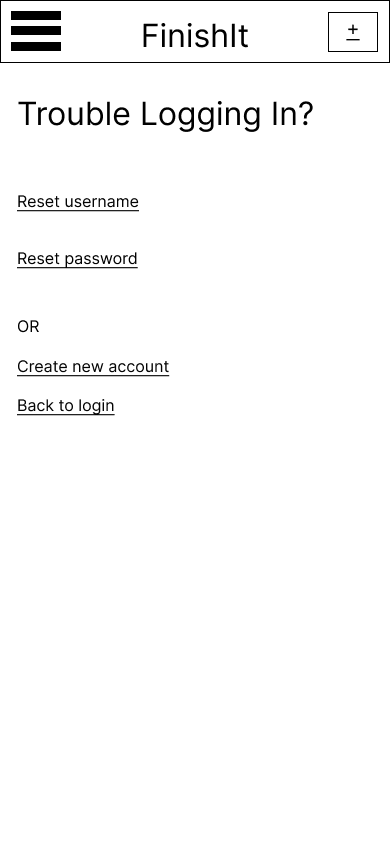 FinishIt
+
Trouble Logging In?
Reset username
Reset password
OR
Create new account
Back to login